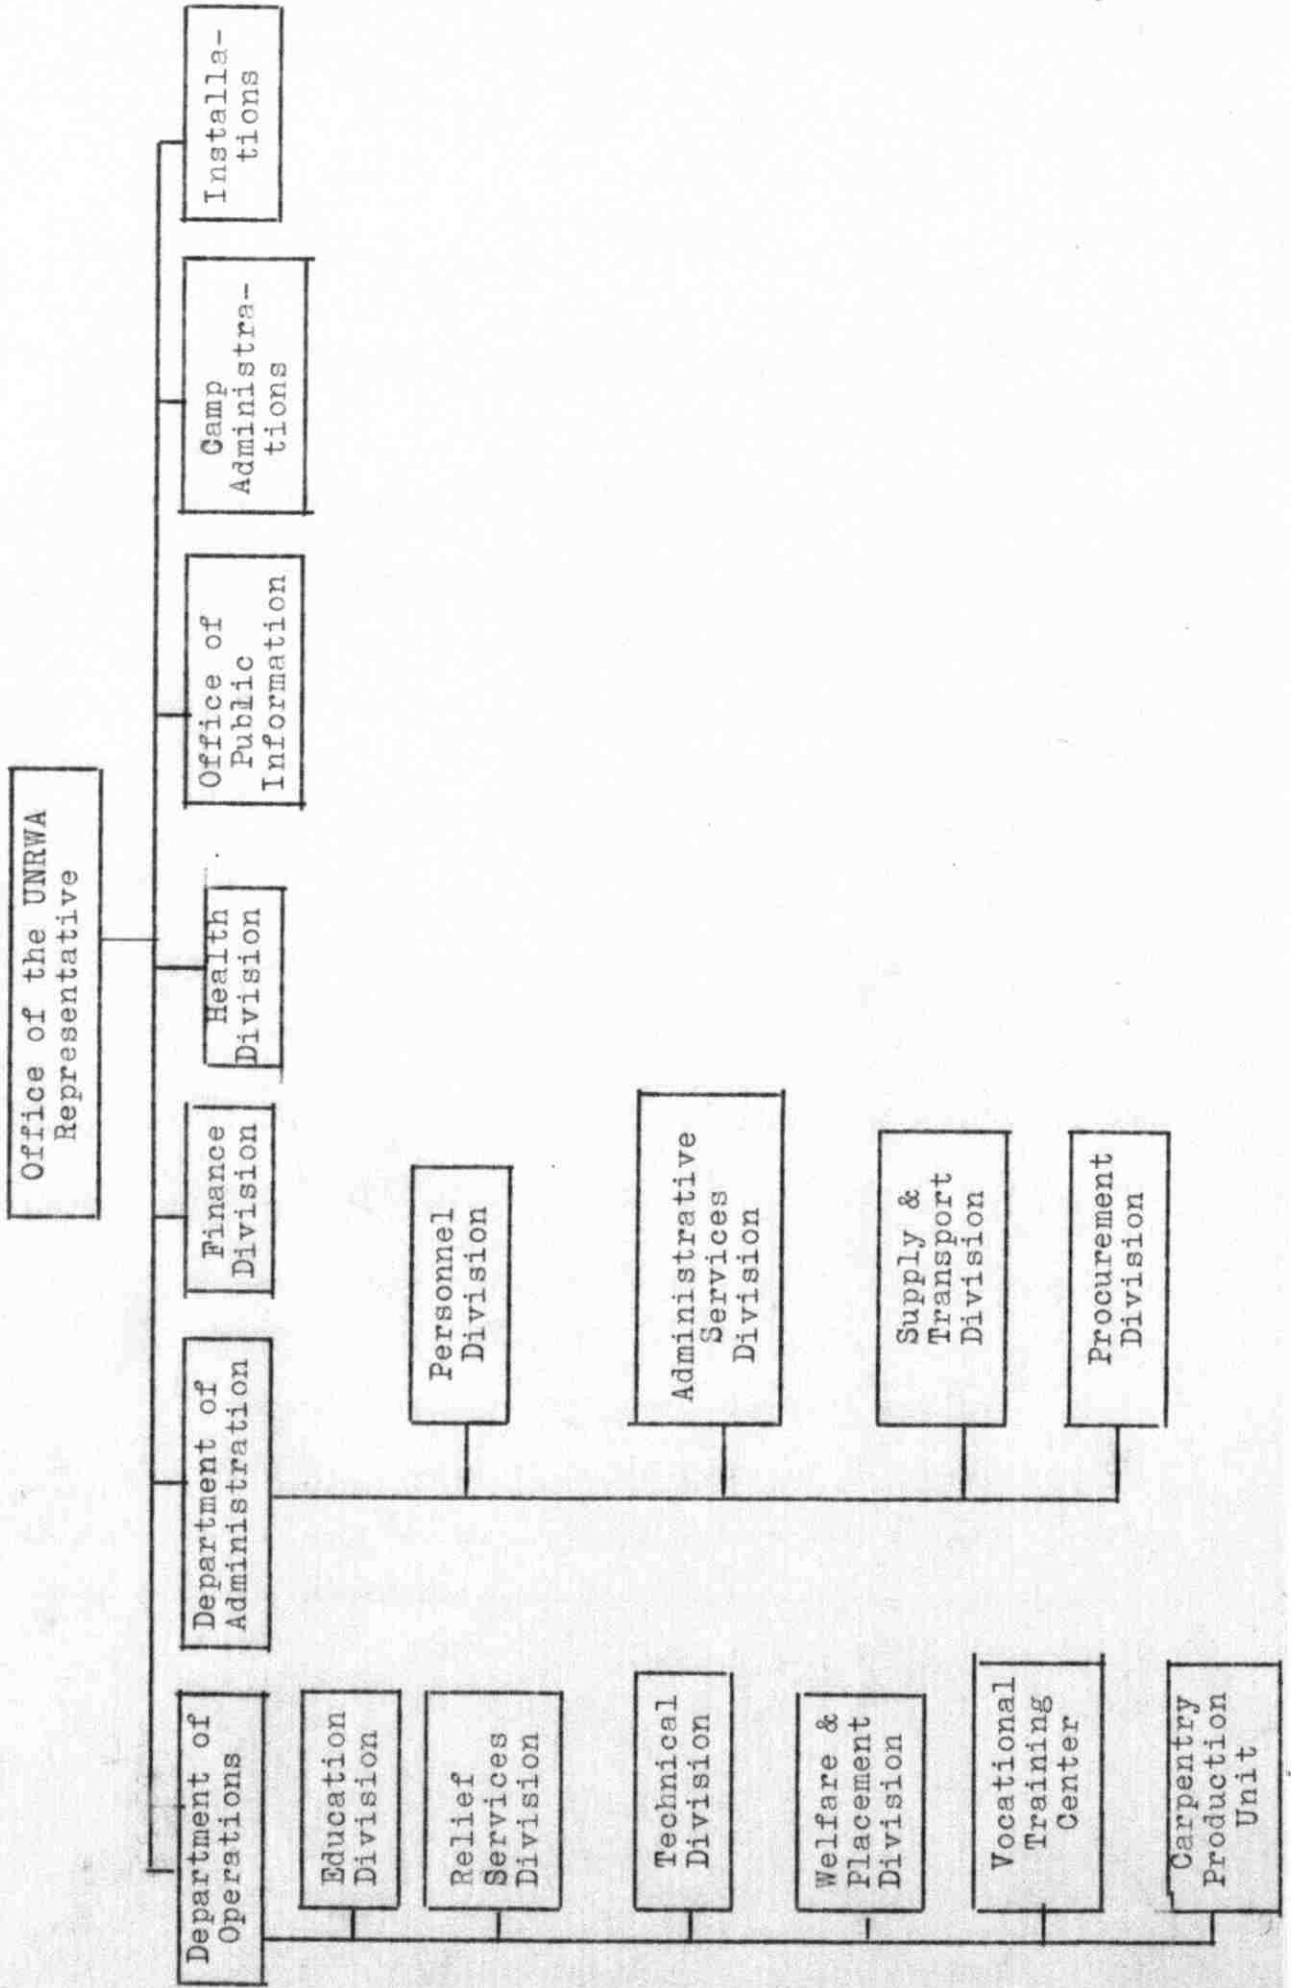 Office of the UNRWA
Representative
Department of
Operations
Department of
Administration
Finance
Division
Health
Division
Office of
Public
Information
Camp
Administra-
tions
Installa-
tions
Education
Division
Relief
Services
Division
Technical
Division
Welfare &
Placement
Division
Vocational
Training
Center
Carpentry
Production
Unit
Personnel
Division
Administrative
Services
Division
Supply &
Transport
Division
Procurement
Division